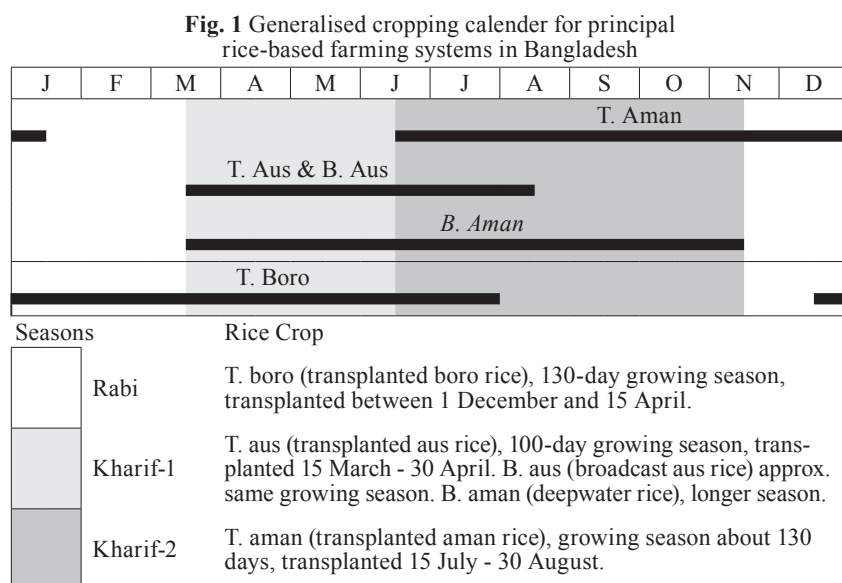 Fig. 1 Generalised cropping calender for principal
rice-based farming systems in Bangladesh
J F M A M J J A S O N D
T. Aman
T. Aus & B. Aus
B. Aman
T. Boro
Seasons Rice Crop
Rabi
T. boro (transplanted boro rice), 130-day growing season,
transplanted between 1 December and 15 April.
Kharif-1
T. aus (transplanted aus rice), 100-day growing season, trans-
planted 15 March - 30 April. B. aus (broadcast aus rice) approx.
same growing season. B. aman (deepwater rice), longer season.
Kharif-2
T. aman (transplanted aman rice), growing season about 130
days, transplanted 15 July - 30 August.